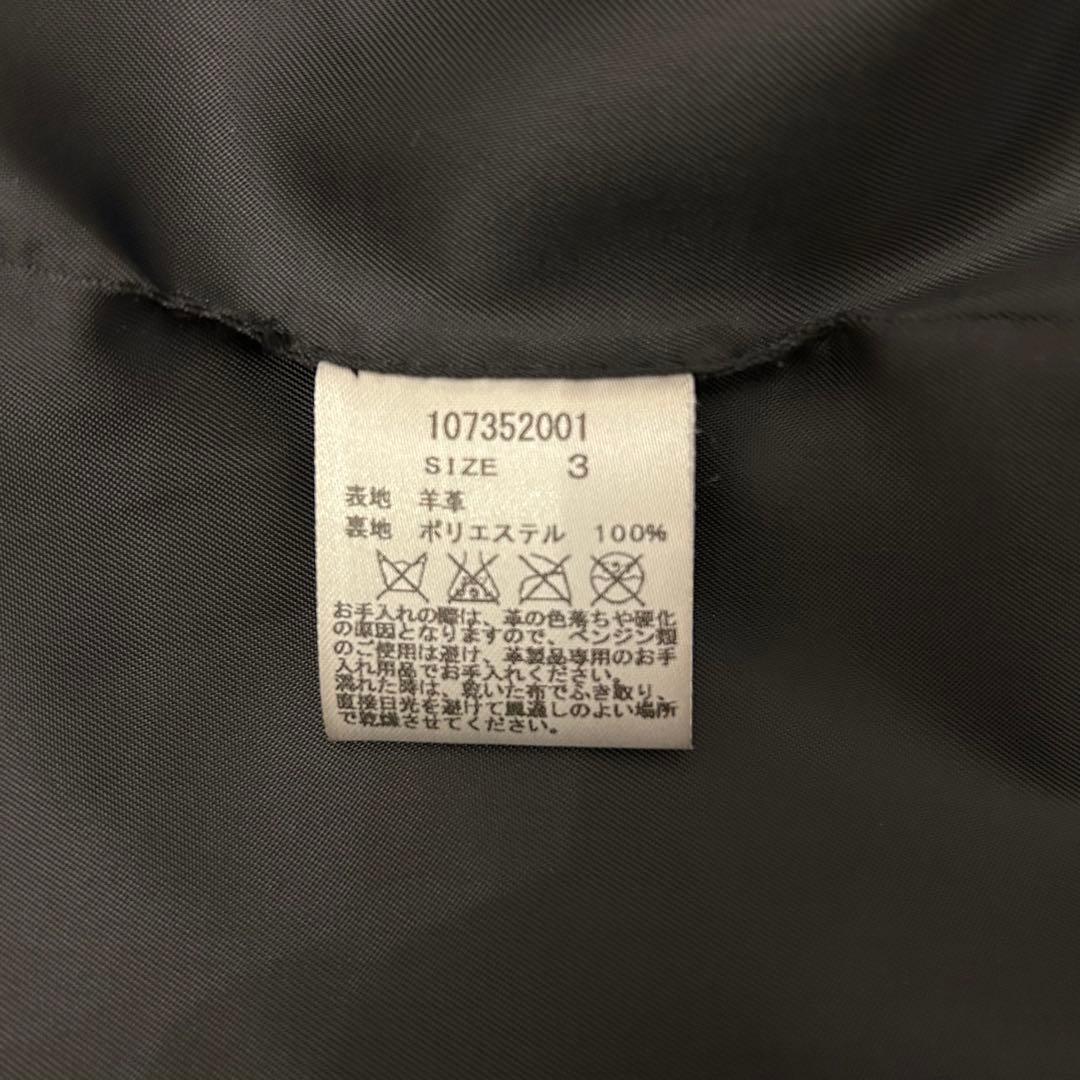 107352001
SIZE 3
表地 羊革
裏地 ポリエステル 100%
お手入れの際は、革の色落ちや硬化
の原因となりますので、ベンジン類
のご使用は避け、革製品専用のお手
入れ用品でお手入れください。
濡れた時は、乾いた布でふき取り、
直接日光を避けて風通しのよい場所
で乾燥させてください。